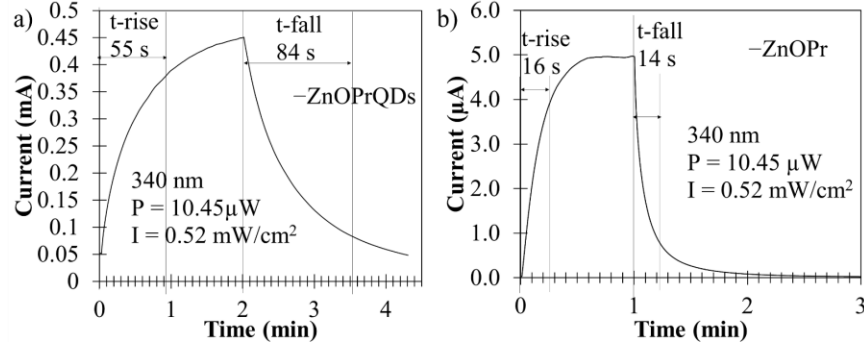 a)
t-rise
55 s
t-fall
84 s
−ZnOPrQDs
340 nm
P = 10.45µW
I = 0.52 mW/cm²
Current (mA)
0.5
0.45
0.4
0.35
0.3
0.25
0.2
0.15
0.1
0.05
0
0 1 2 3 4
Time (min)
b)
t-rise
16 s
t-fall
14 s
−ZnOPr
340 nm
P = 10.45 µW
I = 0.52 mW/cm²
Current (µA)
6.0
5.0
4.0
3.0
2.0
1.0
0.0
0 1 2 3
Time (min)